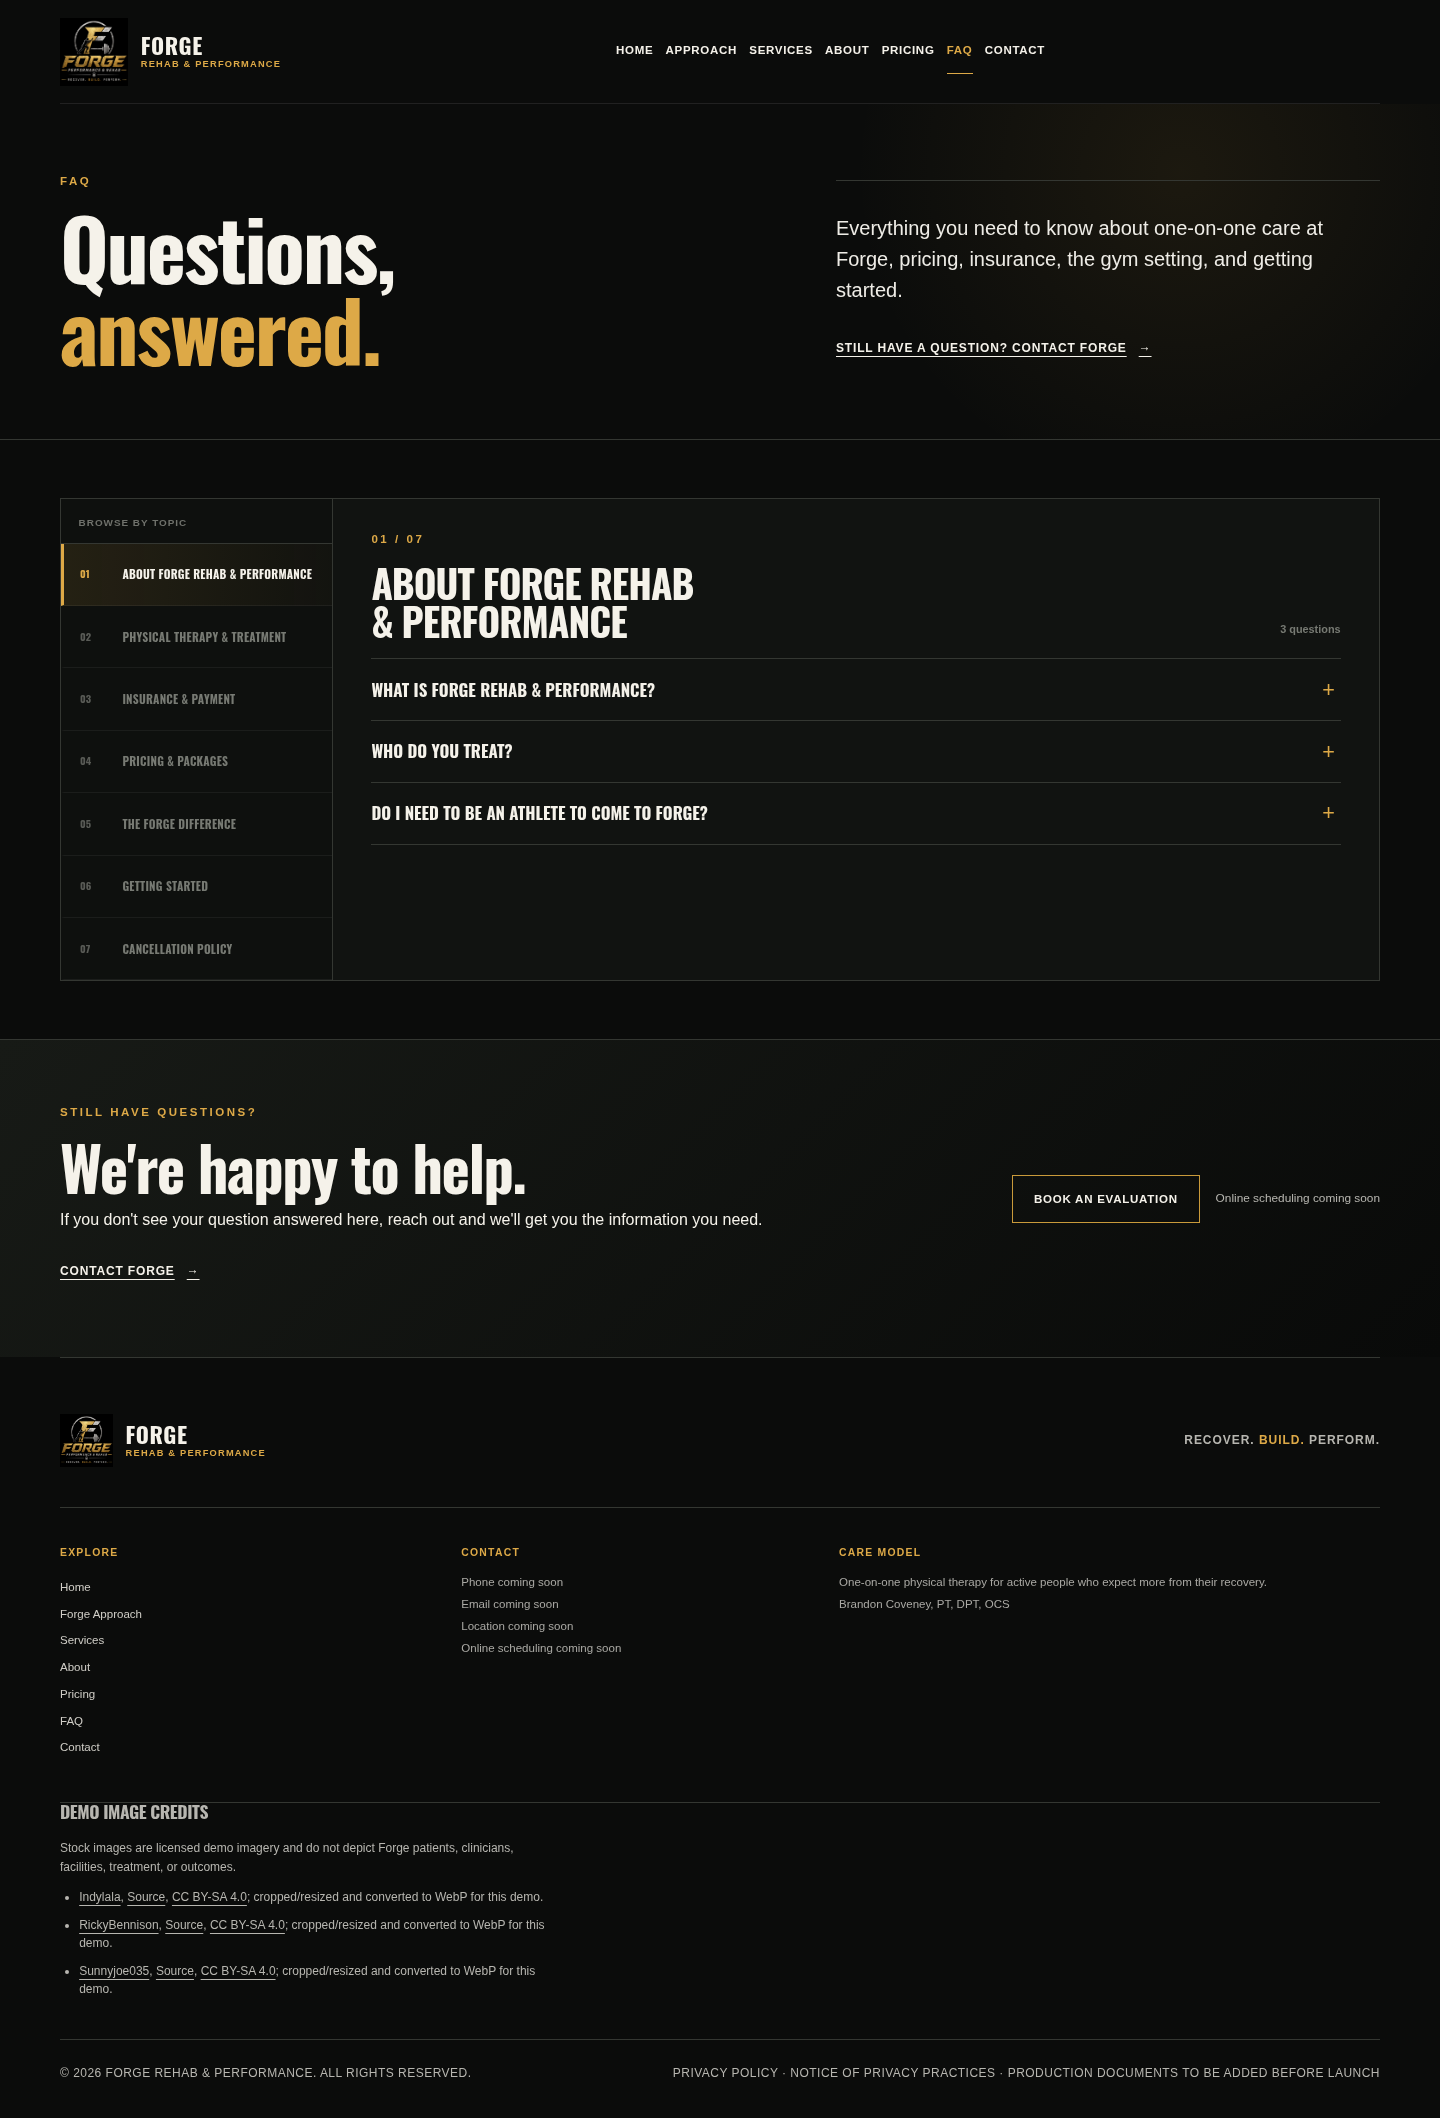 FORGE
PERFORMANCE & REHAB
RECOVER. BUILD. PERFORM.
FORGE
REHAB & PERFORMANCE
HOME APPROACH SERVICES ABOUT PRICING FAQ CONTACT
FAQ
Questions,
answered.
Everything you need to know about one-on-one care at
Forge, pricing, insurance, the gym setting, and getting
started.
STILL HAVE A QUESTION? CONTACT FORGE →
BROWSE BY TOPIC
01 ABOUT FORGE REHAB & PERFORMANCE
02 PHYSICAL THERAPY & TREATMENT
03 INSURANCE & PAYMENT
04 PRICING & PACKAGES
05 THE FORGE DIFFERENCE
06 GETTING STARTED
07 CANCELLATION POLICY
01 / 07
ABOUT FORGE REHAB
& PERFORMANCE
3 questions
WHAT IS FORGE REHAB & PERFORMANCE? +
WHO DO YOU TREAT? +
DO I NEED TO BE AN ATHLETE TO COME TO FORGE? +
STILL HAVE QUESTIONS?
We're happy to help.
If you don't see your question answered here, reach out and we'll get you the information you need.
CONTACT FORGE →
BOOK AN EVALUATION
Online scheduling coming soon
FORGE
PERFORMANCE & REHAB
RECOVER. BUILD. PERFORM.
FORGE
REHAB & PERFORMANCE
RECOVER. BUILD. PERFORM.
EXPLORE
Home
Forge Approach
Services
About
Pricing
FAQ
Contact
CONTACT
Phone coming soon
Email coming soon
Location coming soon
Online scheduling coming soon
CARE MODEL
One-on-one physical therapy for active people who expect more from their recovery.
Brandon Coveney, PT, DPT, OCS
DEMO IMAGE CREDITS
Stock images are licensed demo imagery and do not depict Forge patients, clinicians,
facilities, treatment, or outcomes.
• Indylala, Source, CC BY-SA 4.0; cropped/resized and converted to WebP for this demo.
• RickyBennison, Source, CC BY-SA 4.0; cropped/resized and converted to WebP for this
demo.
• Sunnyjoe035, Source, CC BY-SA 4.0; cropped/resized and converted to WebP for this
demo.
© 2026 FORGE REHAB & PERFORMANCE. ALL RIGHTS RESERVED.
PRIVACY POLICY · NOTICE OF PRIVACY PRACTICES · PRODUCTION DOCUMENTS TO BE ADDED BEFORE LAUNCH